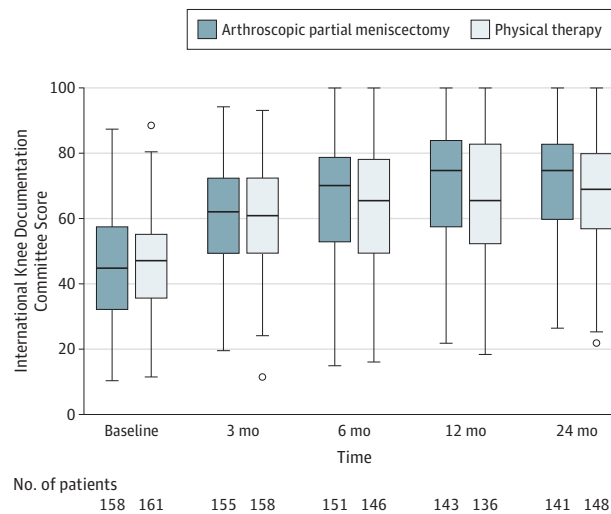 Arthroscopic partial meniscectomy Physical therapy
International Knee Documentation
Committee Score
100
80
60
40
20
0
Baseline 3 mo 6 mo 12 mo 24 mo
Time
No. of patients
158 161 155 158 151 146 143 136 141 148